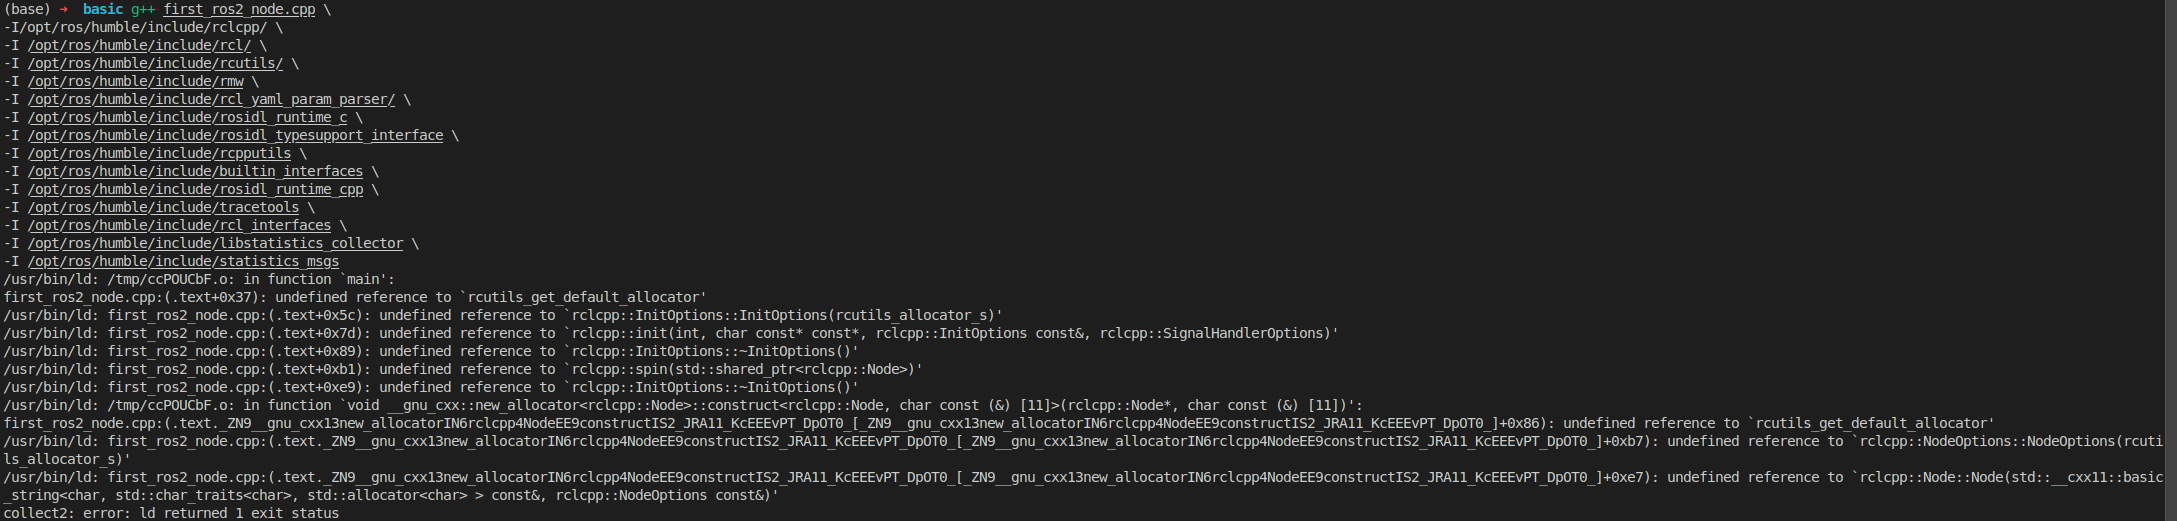 (base) → basic g++ first_ros2_node.cpp \
-I/opt/ros/humble/include/rclcpp/ \
-I /opt/ros/humble/include/rcl/ \
-I /opt/ros/humble/include/rcutils/ \
-I /opt/ros/humble/include/rmw \
-I /opt/ros/humble/include/rcl_yaml_param_parser/ \
-I /opt/ros/humble/include/rosidl_runtime_c \
-I /opt/ros/humble/include/rosidl_typesupport_interface \
-I /opt/ros/humble/include/rcpputils \
-I /opt/ros/humble/include/builtin_interfaces \
-I /opt/ros/humble/include/rosidl_runtime_cpp \
-I /opt/ros/humble/include/tracetools \
-I /opt/ros/humble/include/rcl_interfaces \
-I /opt/ros/humble/include/libstatistics_collector \
-I /opt/ros/humble/include/statistics_msgs
/usr/bin/ld: /tmp/ccPOUCbF.o: in function `main':
first_ros2_node.cpp:(.text+0x37): undefined reference to `rcutils_get_default_allocator'
/usr/bin/ld: first_ros2_node.cpp:(.text+0x5c): undefined reference to `rclcpp::InitOptions::InitOptions(rcutils_allocator_s)'
/usr/bin/ld: first_ros2_node.cpp:(.text+0x7d): undefined reference to `rclcpp::init(int, char const* const*, rclcpp::InitOptions const&, rclcpp::SignalHandlerOptions)'
/usr/bin/ld: first_ros2_node.cpp:(.text+0x89): undefined reference to `rclcpp::InitOptions::~InitOptions()'
/usr/bin/ld: first_ros2_node.cpp:(.text+0xb1): undefined reference to `rclcpp::spin(std::shared_ptr<rclcpp::Node>)'
/usr/bin/ld: first_ros2_node.cpp:(.text+0xe9): undefined reference to `rclcpp::InitOptions::~InitOptions()'
/usr/bin/ld: /tmp/ccPOUCbF.o: in function `void __gnu_cxx::new_allocator<rclcpp::Node>::construct<rclcpp::Node, char const (&) [11]>(rclcpp::Node*, char const (&) [11])':
first_ros2_node.cpp:(.text._ZN9__gnu_cxx13new_allocatorIN6rclcpp4NodeEE9constructIS2_JRA11_KcEEEvPT_DpOT0_[_ZN9__gnu_cxx13new_allocatorIN6rclcpp4NodeEE9constructIS2_JRA11_KcEEEvPT_DpOT0_]+0x86): undefined reference to `rcutils_get_default_allocator'
/usr/bin/ld: first_ros2_node.cpp:(.text._ZN9__gnu_cxx13new_allocatorIN6rclcpp4NodeEE9constructIS2_JRA11_KcEEEvPT_DpOT0_[_ZN9__gnu_cxx13new_allocatorIN6rclcpp4NodeEE9constructIS2_JRA11_KcEEEvPT_DpOT0_]+0xb7): undefined reference to `rclcpp::NodeOptions::NodeOptions(rcuti
ls_allocator_s)'
/usr/bin/ld: first_ros2_node.cpp:(.text._ZN9__gnu_cxx13new_allocatorIN6rclcpp4NodeEE9constructIS2_JRA11_KcEEEvPT_DpOT0_[_ZN9__gnu_cxx13new_allocatorIN6rclcpp4NodeEE9constructIS2_JRA11_KcEEEvPT_DpOT0_]+0xe7): undefined reference to `rclcpp::Node::Node(std::__cxx11::basic
_string<char, std::char_traits<char>, std::allocator<char> > const&, rclcpp::NodeOptions const&)'
collect2: error: ld returned 1 exit status